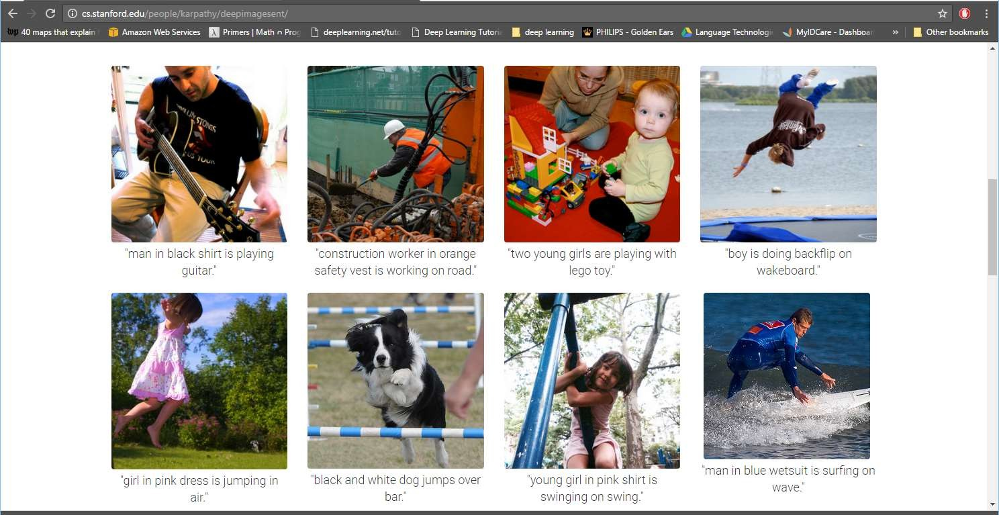 cs.stanford.edu/people/karpathy/deepimagesent/
40 maps that explain
Amazon Web Services
Primers | Math ∩ Prog
deeplearning.net/tuto
Deep Learning Tutoria
deep learning
PHILIPS - Golden Ears
Language Technologie
MyIDCare - Dashboar
»
Other bookmarks
STONES
US TOUR
"man in black shirt is playing
guitar."
"construction worker in orange
safety vest is working on road."
"two young girls are playing with
lego toy."
"boy is doing backflip on
wakeboard."
"girl in pink dress is jumping in
air."
"black and white dog jumps over
bar."
"young girl in pink shirt is
swinging on swing."
"man in blue wetsuit is surfing on
wave."